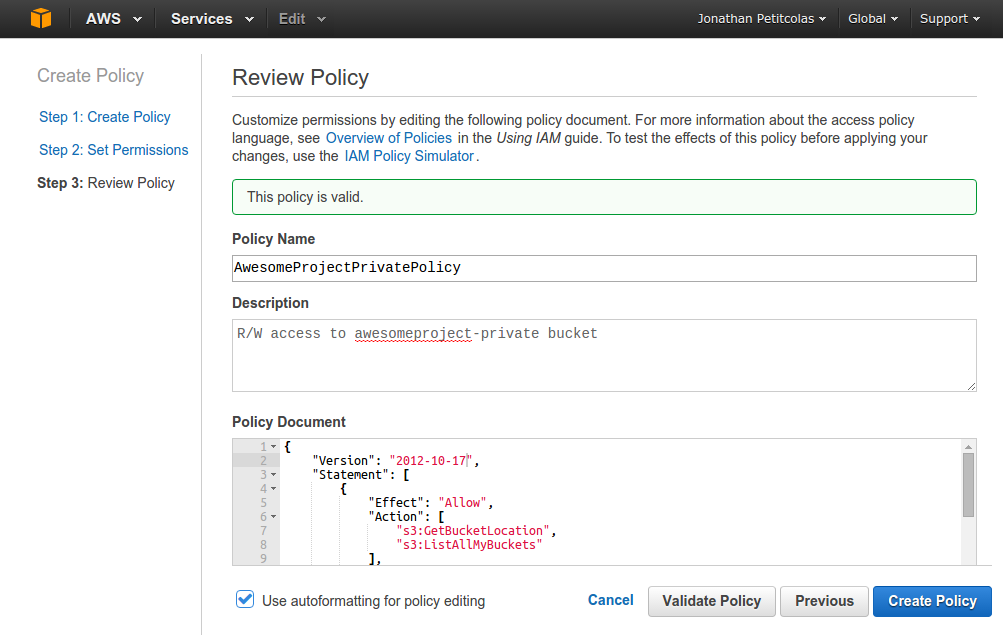 AWS Services Edit Jonathan Petitcolas Global Support
Create Policy
Step 1: Create Policy
Step 2: Set Permissions
Step 3: Review Policy
Review Policy
Customize permissions by editing the following policy document. For more information about the access policy
language, see Overview of Policies in the Using IAM guide. To test the effects of this policy before applying your
changes, use the IAM Policy Simulator.
This policy is valid.
Policy Name
AwesomeProjectPrivatePolicy
Description
R/W access to awesomeproject-private bucket
Policy Document
1 {
2 "Version": "2012-10-17",
3 "Statement": [
4 {
5 "Effect": "Allow",
6 "Action": [
7 "s3:GetBucketLocation",
8 "s3:ListAllMyBuckets"
9 ],
Use autoformatting for policy editing
Cancel Validate Policy Previous Create Policy